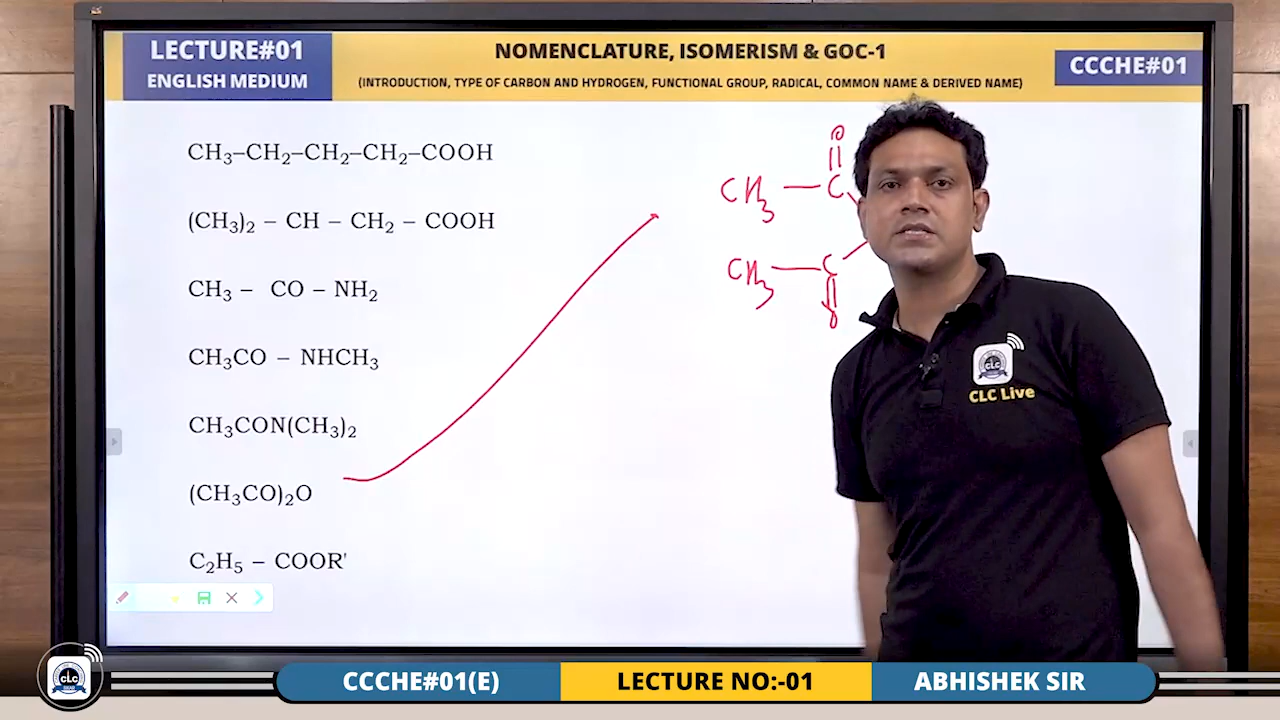 LECTURE#01
ENGLISH MEDIUM
NOMENCLATURE, ISOMERISM & GOC-1
(INTRODUCTION, TYPE OF CARBON AND HYDROGEN, FUNCTIONAL GROUP, RADICAL, COMMON NAME & DERIVED NAME)
CCCHE#01
CH₃–CH₂–CH₂–CH₂–COOH
(CH₃)₂ – CH – CH₂ – COOH
CH₃ – CO – NH₂
CH₃CO – NHCH₃
CH₃CON(CH₃)₂
(CH₃CO)₂O
C₂H₅ – COOR'
O
CH₃ — C
CH₃ — C
O
CLC
CLC Live
CLC
CCCHE#01(E)
LECTURE NO:-01
ABHISHEK SIR